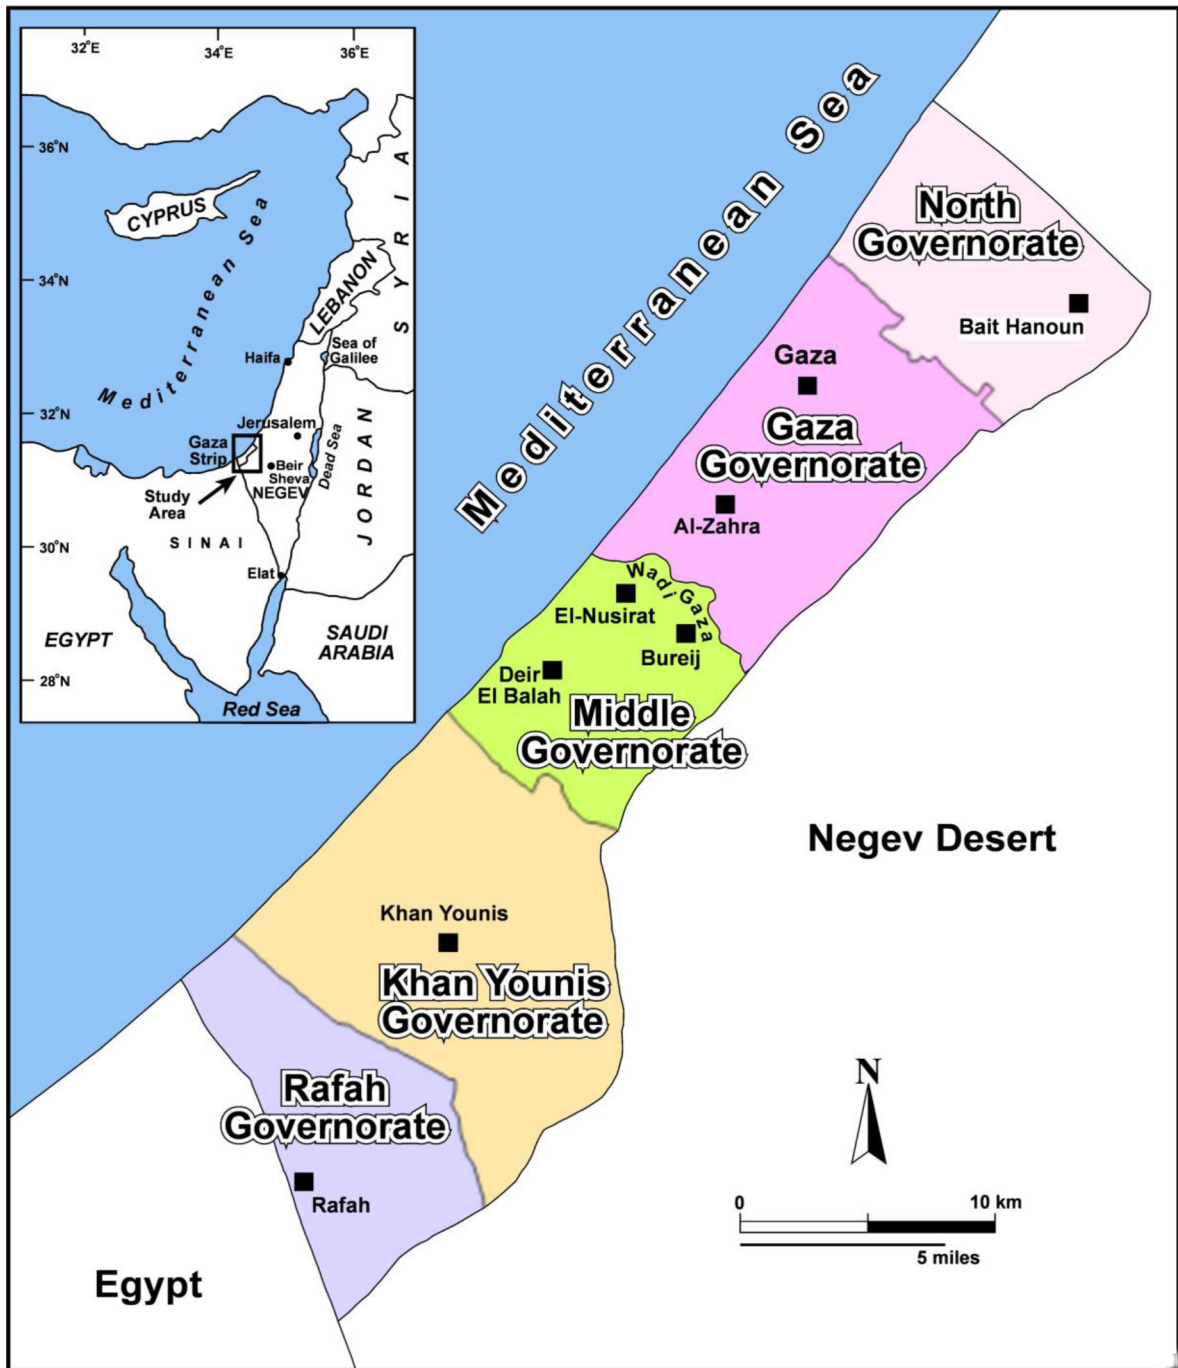 32°E
34°E
36°E
36°N
34°N
32°N
30°N
28°N
CYPRUS
Mediterranean Sea
SYRIA
LEBANON
Haifa
Sea of
Galilee
Jerusalem
Gaza
Strip
Beir
Sheva
NEGEV
Dead Sea
JORDAN
Study
Area
SINAI
Elat
EGYPT
SAUDI
ARABIA
Red Sea
Mediterranean Sea
North
Governorate
Bait Hanoun
Gaza
Gaza
Governorate
Al-Zahra
Wadi Gaza
El-Nusirat
Bureij
Deir
El Balah
Middle
Governorate
Negev Desert
Khan Younis
Khan Younis
Governorate
Rafah
Governorate
Rafah
Egypt
N
0 10 km
5 miles